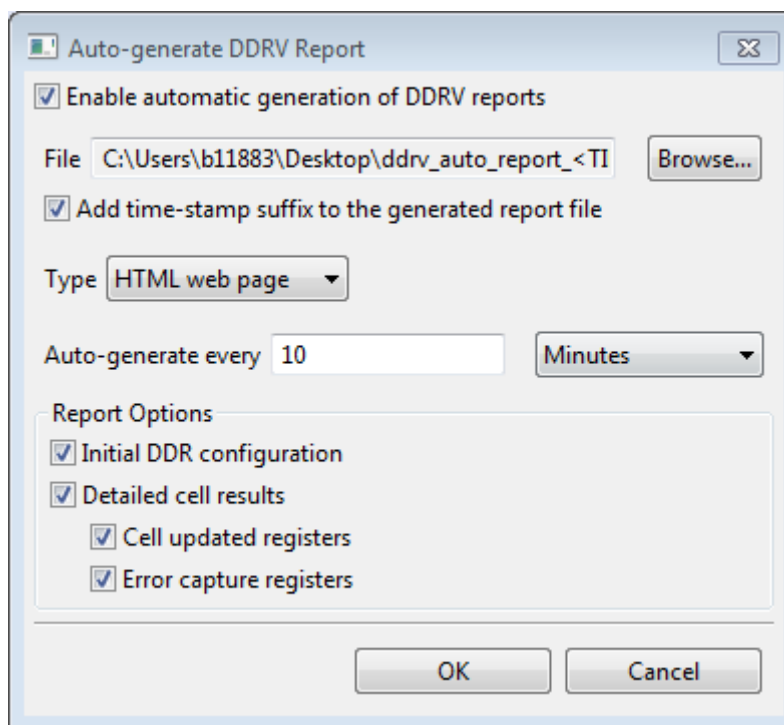 Auto-generate DDRV Report
Enable automatic generation of DDRV reports
File C:\Users\b11883\Desktop\ddrv_auto_report_<TI Browse...
Add time-stamp suffix to the generated report file
Type HTML web page
Auto-generate every 10 Minutes
Report Options
Initial DDR configuration
Detailed cell results
Cell updated registers
Error capture registers
OK Cancel